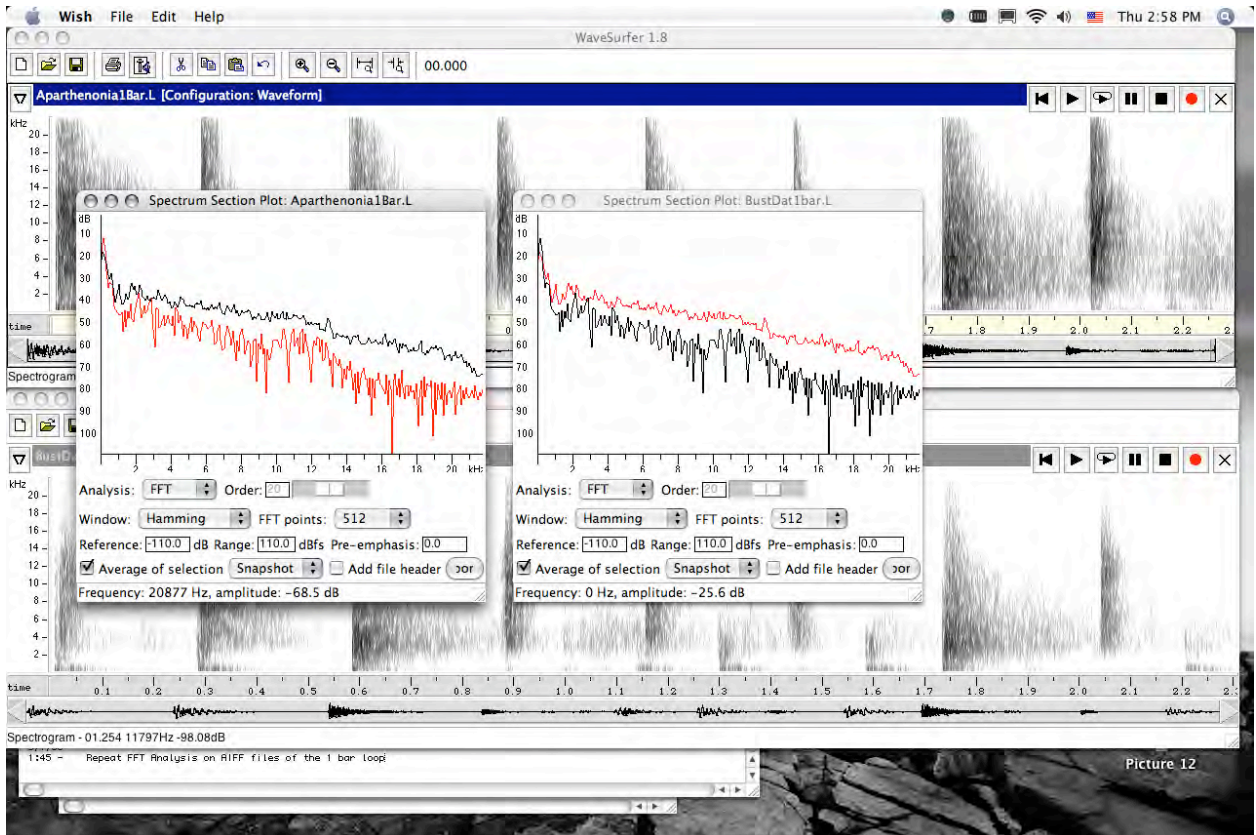 Wish File Edit Help Thu 2:58 PM
WaveSurfer 1.8
00.000
Aparthenonia1Bar.L [Configuration: Waveform]
kHz
20
18
16
14
12
10
8
6
4
2
time
Spectrum Section Plot: Aparthenonia1Bar.L
dB
10
20
30
40
50
60
70
80
90
100
2 4 6 8 10 12 14 16 18 20 kHz
Analysis: FFT Order: 20
Window: Hamming FFT points: 512
Reference: -110.0 dB Range: 110.0 dBfs Pre-emphasis: 0.0
Average of selection Snapshot Add file header
Frequency: 20877 Hz, amplitude: -68.5 dB
Spectrum Section Plot: BustDat1bar.L
dB
10
20
30
40
50
60
70
80
90
100
2 4 6 8 10 12 14 16 18 20 kHz
Analysis: FFT Order: 20
Window: Hamming FFT points: 512
Reference: -110.0 dB Range: 110.0 dBfs Pre-emphasis: 0.0
Average of selection Snapshot Add file header
Frequency: 0 Hz, amplitude: -25.6 dB
1.8 1.9 2.0 2.1 2.2
Spectrogram
kHz
20
18
16
14
12
10
8
6
4
2
time 0.1 0.2 0.3 0.4 0.5 0.6 0.7 0.8 0.9 1.0 1.1 1.2 1.3 1.4 1.5 1.6 1.7 1.8 1.9 2.0 2.1 2.2
Spectrogram - 01.254 11797Hz -98.08dB
1:45 - Repeat FFT Analysis on AIFF files of the 1 bar loop
Picture 12